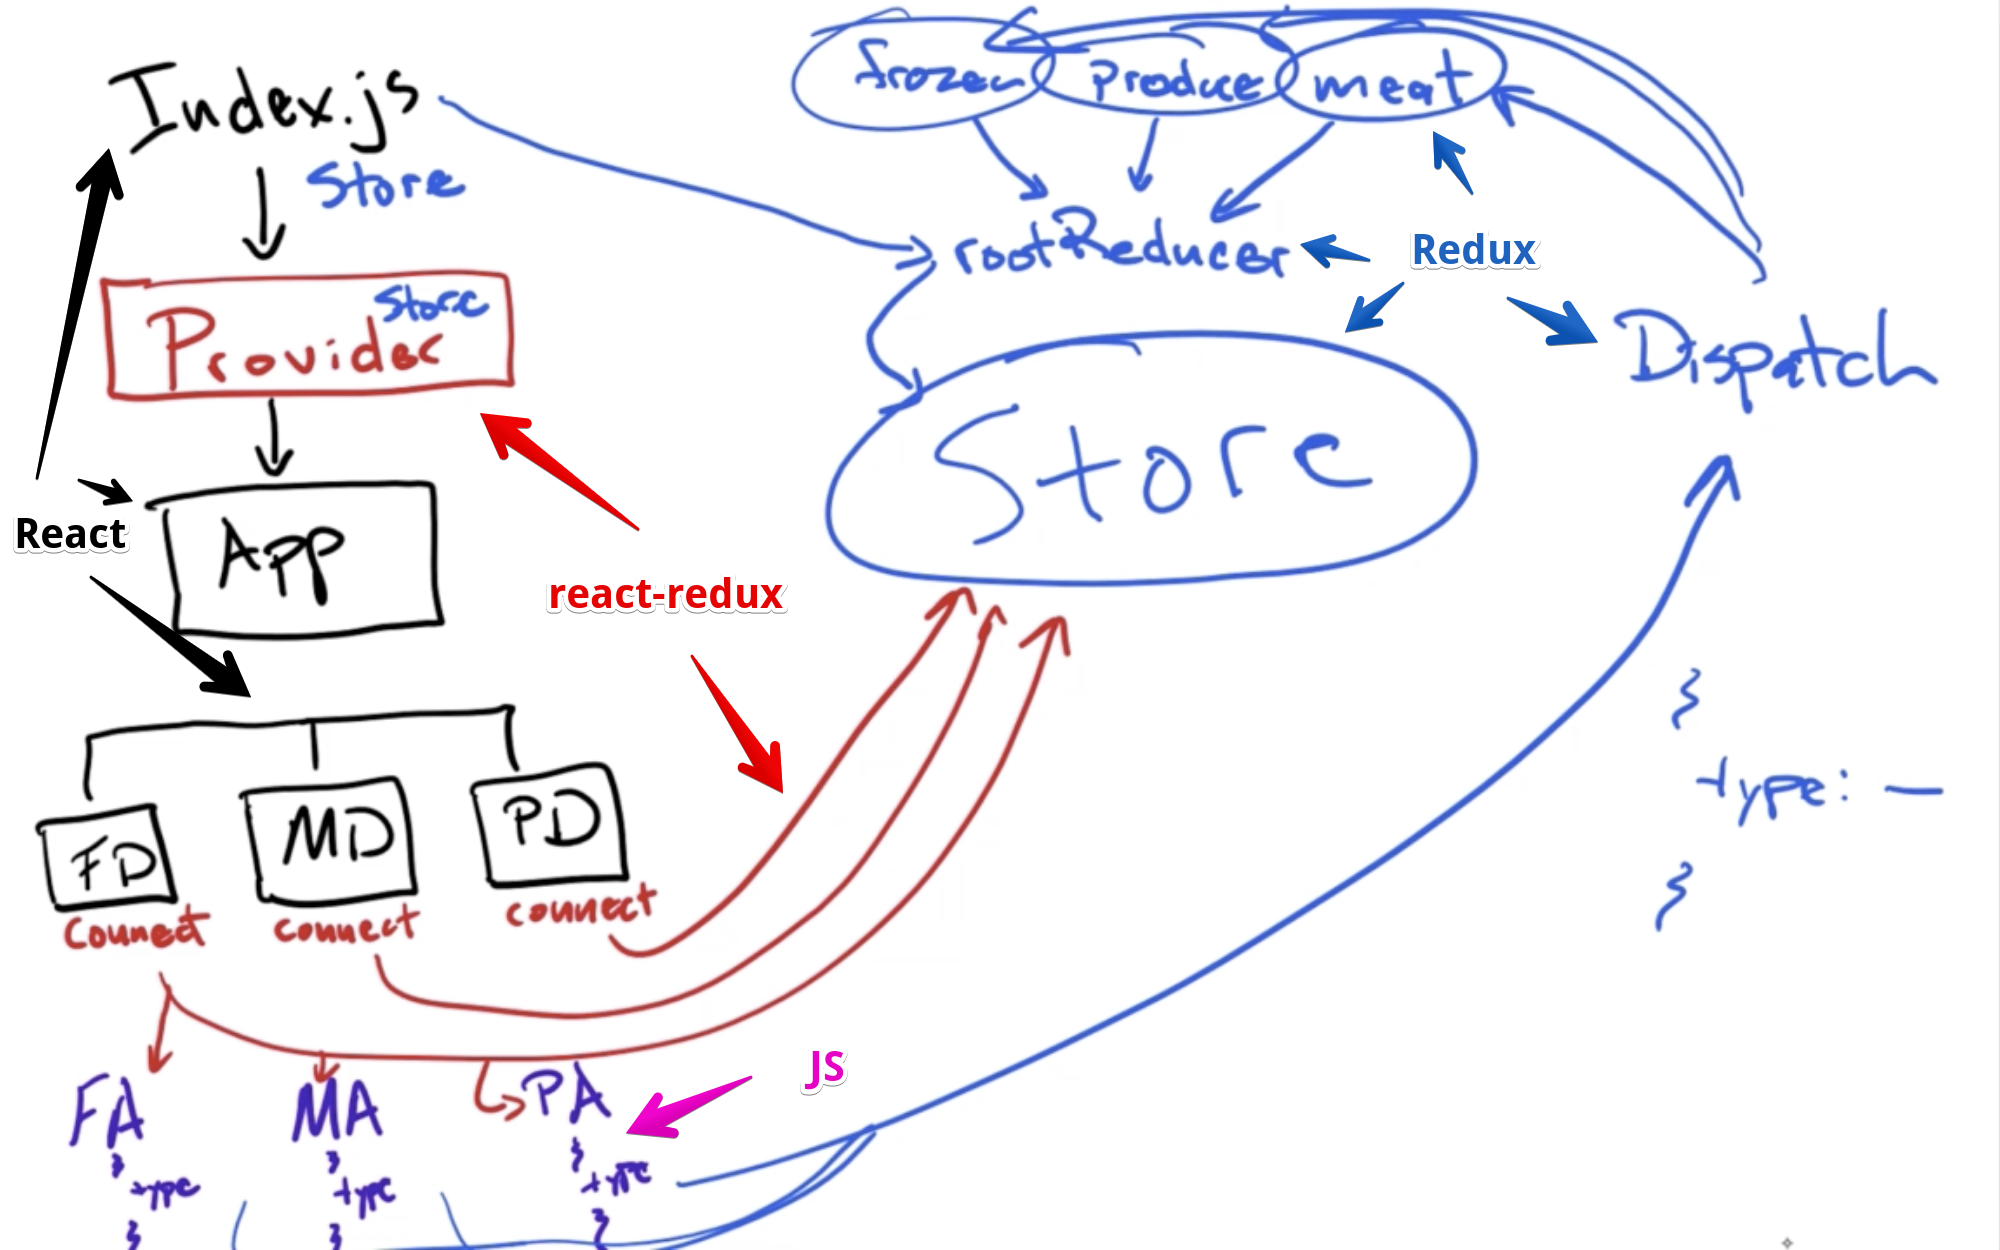 Index.js
Store
Provider
Store
React
App
FD
MD
PD
Connect
connect
connect
FA
MA
PA
}
type
}
}
type
}
}
type
}
react-redux
JS
frozen
produce
meat
rootReducer
Redux
Store
Dispatch
}
type: —
}